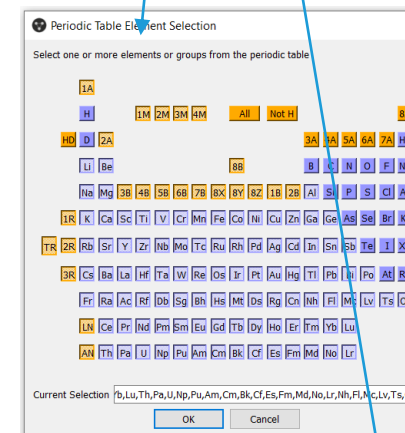 Periodic Table Element Selection
Select one or more elements or groups from the periodic table
1A
H 1M 2M 3M 4M All Not H 8
HD D 2A 3A 4A 5A 6A 7A H
Li Be 8B B C N O F N
Na Mg 3B 4B 5B 6B 7B 8X 8Y 8Z 1B 2B Al Si P S Cl A
1R K Ca Sc Ti V Cr Mn Fe Co Ni Cu Zn Ga Ge As Se Br K
TR 2R Rb Sr Y Zr Nb Mo Tc Ru Rh Pd Ag Cd In Sn Sb Te I X
3R Cs Ba La Hf Ta W Re Os Ir Pt Au Hg Tl Pb Bi Po At R
Fr Ra Ac Rf Db Sg Bh Hs Mt Ds Rg Cn Nh Fl Mc Lv Ts O
LN Ce Pr Nd Pm Sm Eu Gd Tb Dy Ho Er Tm Yb Lu
AN Th Pa U Np Pu Am Cm Bk Cf Es Fm Md No Lr
Current Selection Yb,Lu,Th,Pa,U,Np,Pu,Am,Cm,Bk,Cf,Es,Fm,Md,No,Lr,Nh,Fl,Mc,Lv,Ts,
OK Cancel